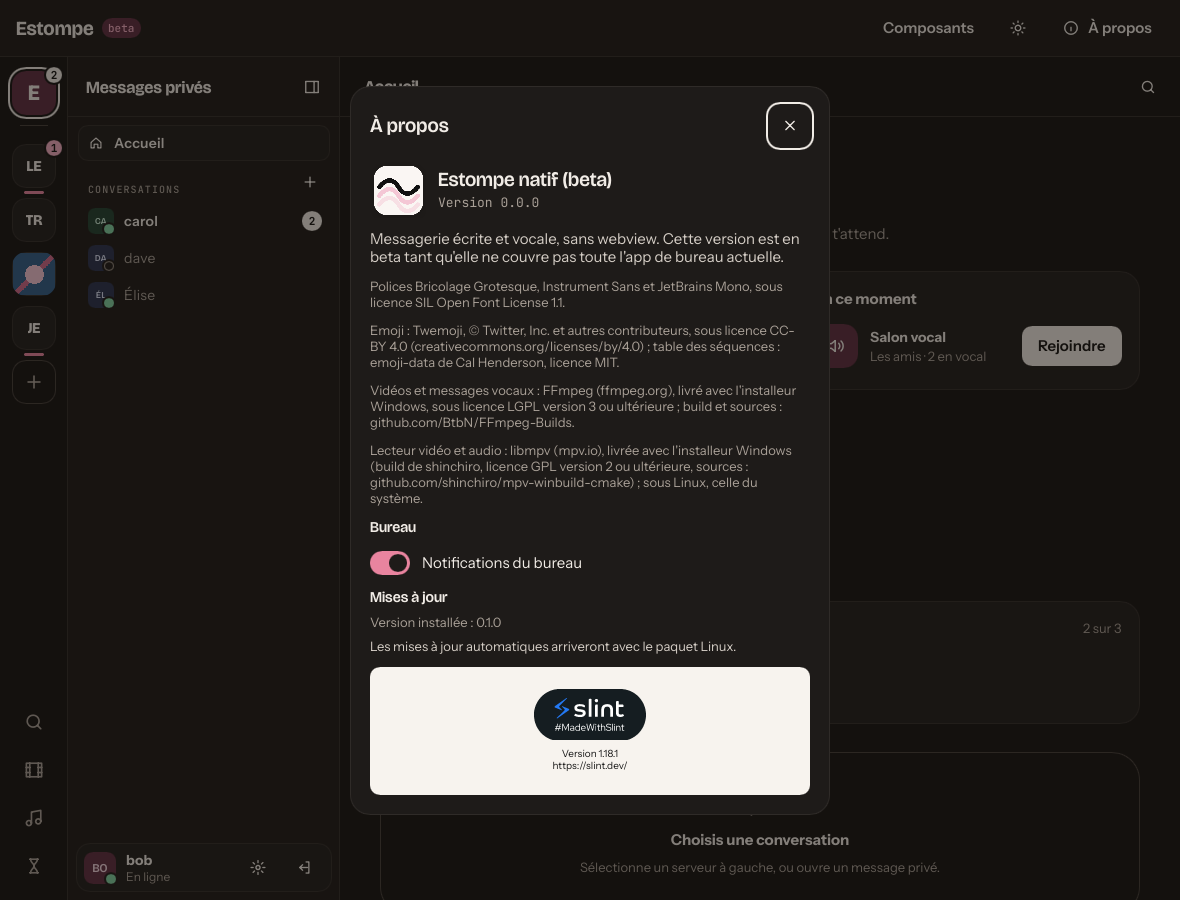 Estompe beta
Composants
À propos
E
2
Messages privés
Accueil
LE
1
TR
JE
Accueil
CONVERSATIONS
CA
carol
2
DA
dave
ÉL
Élise
t'attend.
ce moment
Salon vocal
Les amis · 2 en vocal
Rejoindre
2 sur 3
Choisis une conversation
Sélectionne un serveur à gauche, ou ouvre un message privé.
BO
bob
En ligne
À propos
Estompe natif (beta)
Version 0.0.0
Messagerie écrite et vocale, sans webview. Cette version est en
beta tant qu'elle ne couvre pas toute l'app de bureau actuelle.
Polices Bricolage Grotesque, Instrument Sans et JetBrains Mono, sous
licence SIL Open Font License 1.1.
Emoji : Twemoji, © Twitter, Inc. et autres contributeurs, sous licence CC-
BY 4.0 (creativecommons.org/licenses/by/4.0) ; table des séquences :
emoji-data de Cal Henderson, licence MIT.
Vidéos et messages vocaux : FFmpeg (ffmpeg.org), livré avec l'installeur
Windows, sous licence LGPL version 3 ou ultérieure ; build et sources :
github.com/BtbN/FFmpeg-Builds.
Lecteur vidéo et audio : libmpv (mpv.io), livrée avec l'installeur Windows
(build de shinchiro, licence GPL version 2 ou ultérieure, sources :
github.com/shinchiro/mpv-winbuild-cmake) ; sous Linux, celle du
système.
Bureau
Notifications du bureau
Mises à jour
Version installée : 0.1.0
Les mises à jour automatiques arriveront avec le paquet Linux.
slint
#MadeWithSlint
Version 1.18.1
https://slint.dev/